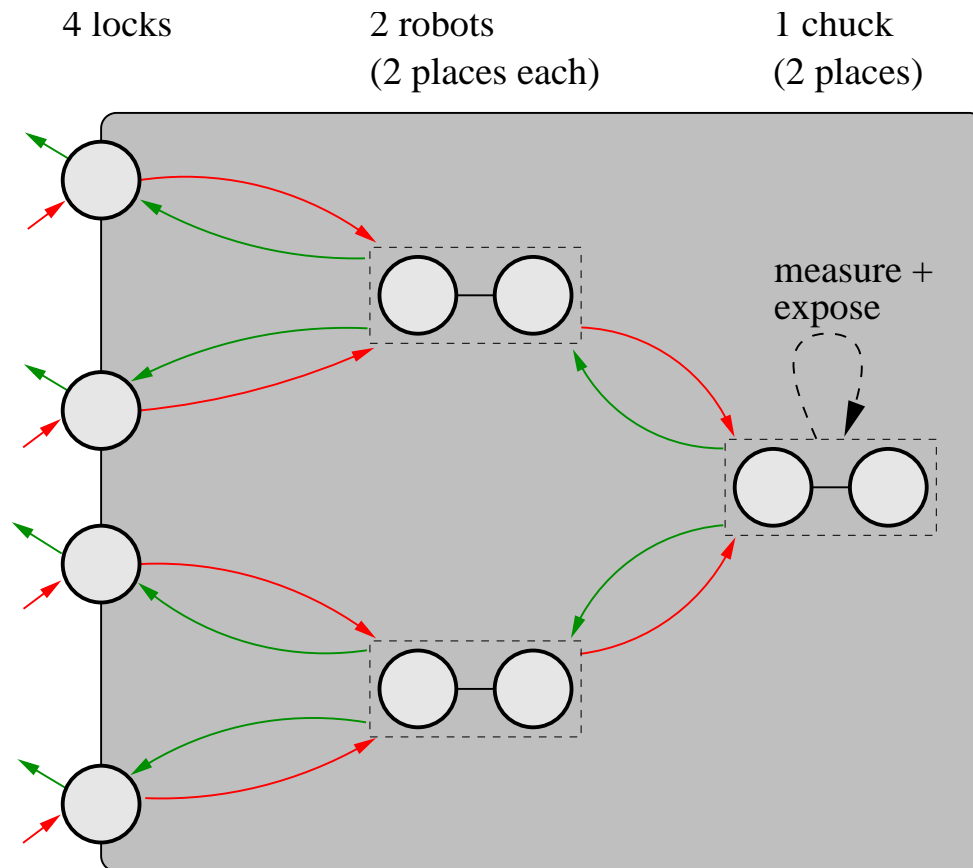 4 locks
2 robots
(2 places each)
1 chuck
(2 places)
measure +
expose